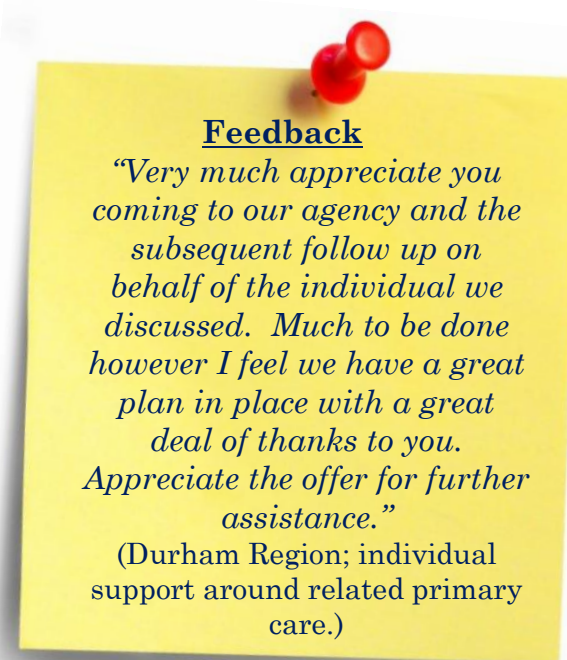 Feedback
“Very much appreciate you
coming to our agency and the
subsequent follow up on
behalf of the individual we
discussed.  Much to be done
however I feel we have a great
plan in place with a great
deal of thanks to you.
Appreciate the offer for further
assistance.”
(Durham Region; individual
support around related primary
care.)